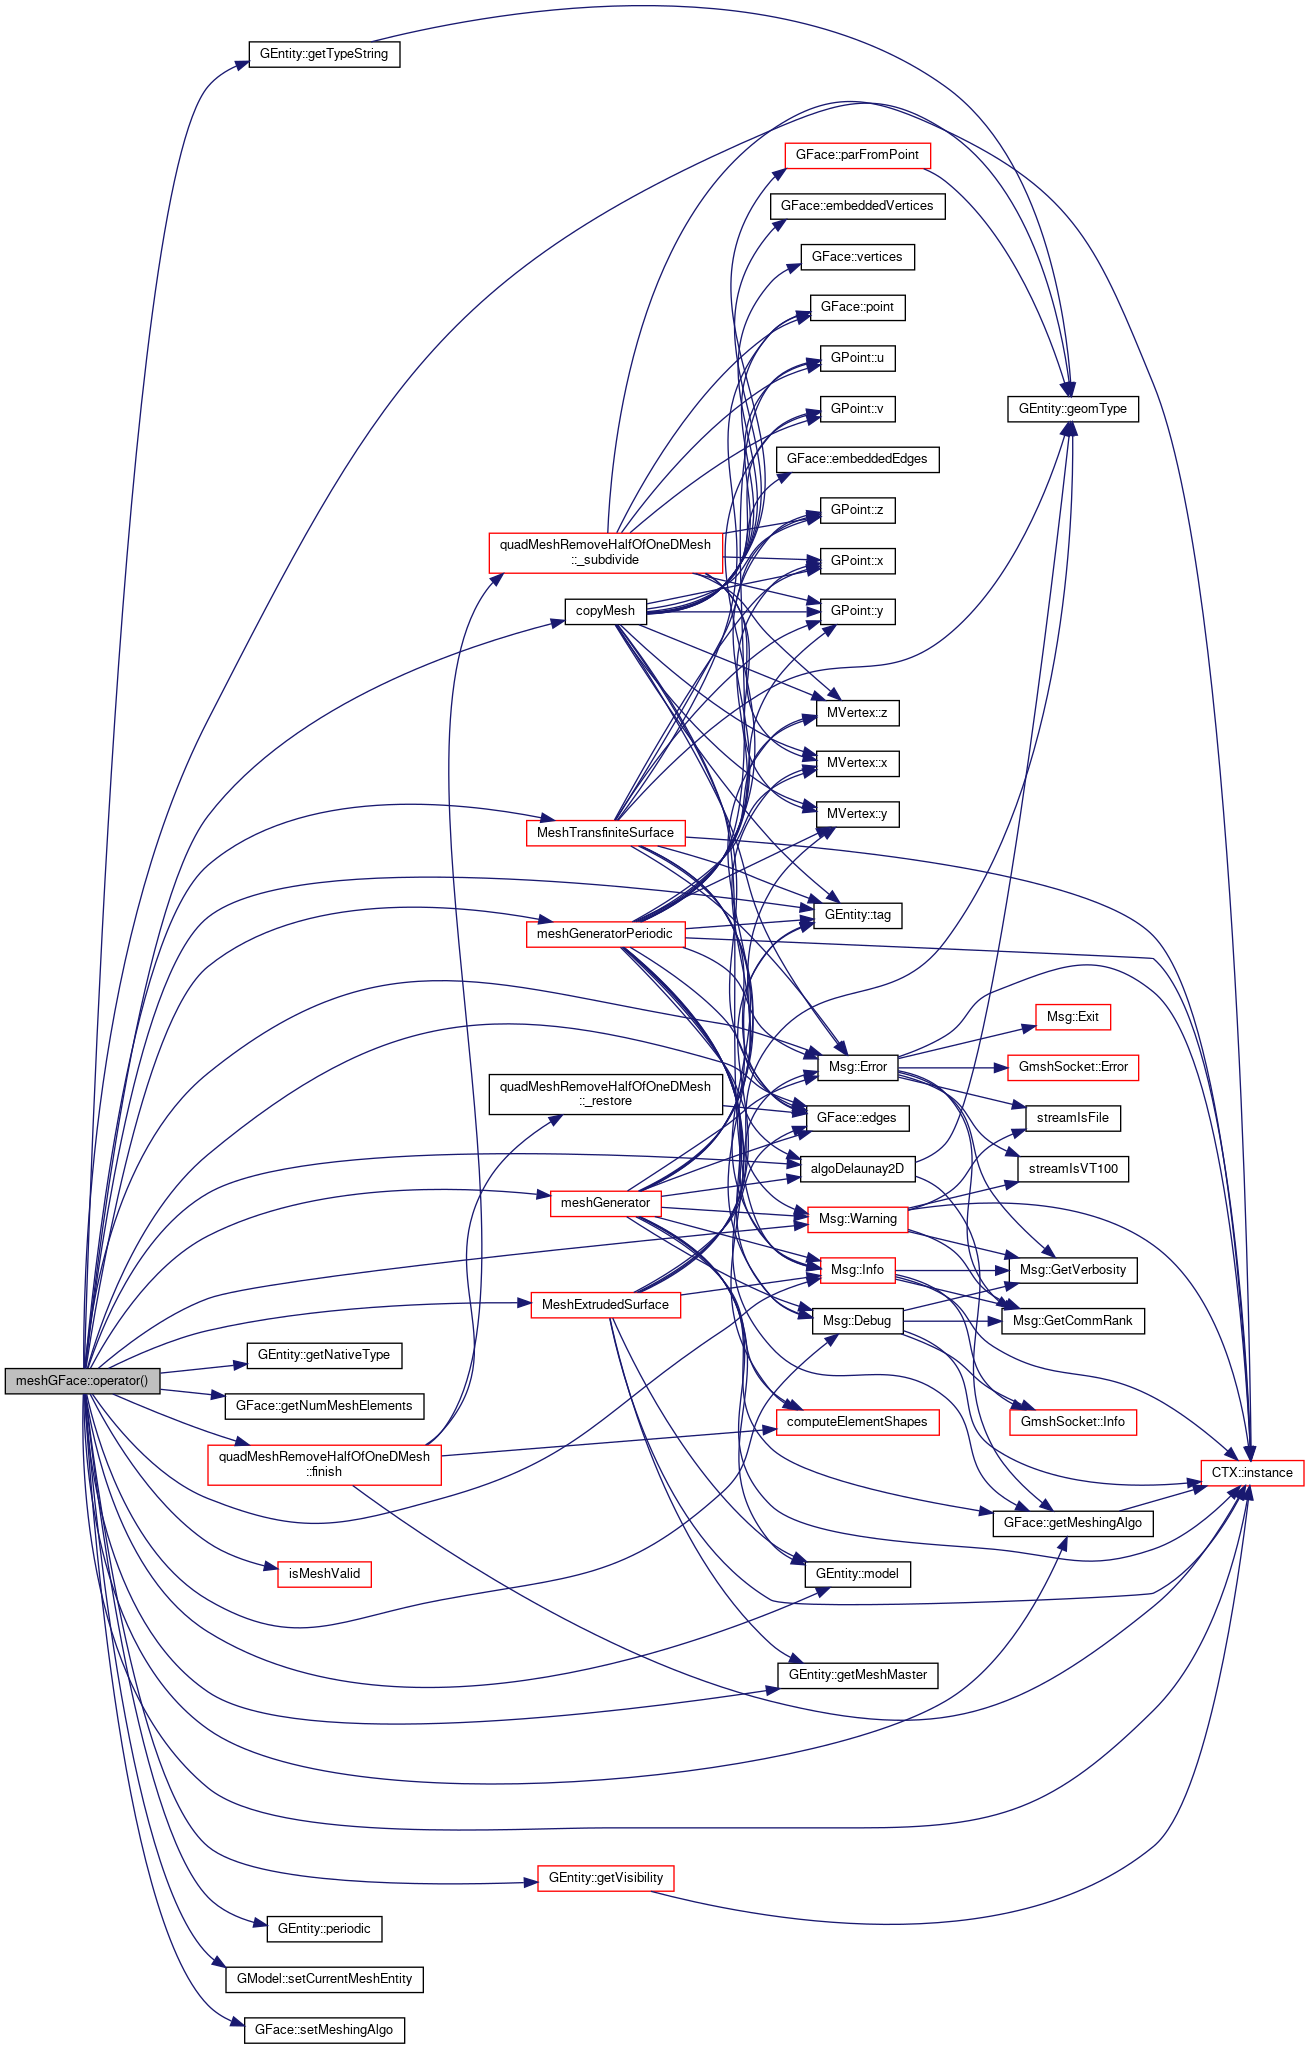 GEntity::getTypeString
GFace::parFromPoint
GFace::embeddedVertices
GFace::vertices
GFace::point
GPoint::u
GPoint::v
GEntity::geomType
GFace::embeddedEdges
GPoint::z
quadMeshRemoveHalfOfOneDMesh
::_subdivide
GPoint::x
copyMesh
GPoint::y
MVertex::z
MVertex::x
MVertex::y
MeshTransfiniteSurface
GEntity::tag
meshGeneratorPeriodic
Msg::Exit
Msg::Error
GmshSocket::Error
quadMeshRemoveHalfOfOneDMesh
::_restore
GFace::edges
streamIsFile
algoDelaunay2D
streamIsVT100
meshGenerator
Msg::Warning
Msg::Info
Msg::GetVerbosity
MeshExtrudedSurface
Msg::Debug
Msg::GetCommRank
GEntity::getNativeType
meshGFace::operator()
GFace::getNumMeshElements
computeElementShapes
GmshSocket::Info
quadMeshRemoveHalfOfOneDMesh
::finish
CTX::instance
GFace::getMeshingAlgo
isMeshValid
GEntity::model
GEntity::getMeshMaster
GEntity::getVisibility
GEntity::periodic
GModel::setCurrentMeshEntity
GFace::setMeshingAlgo